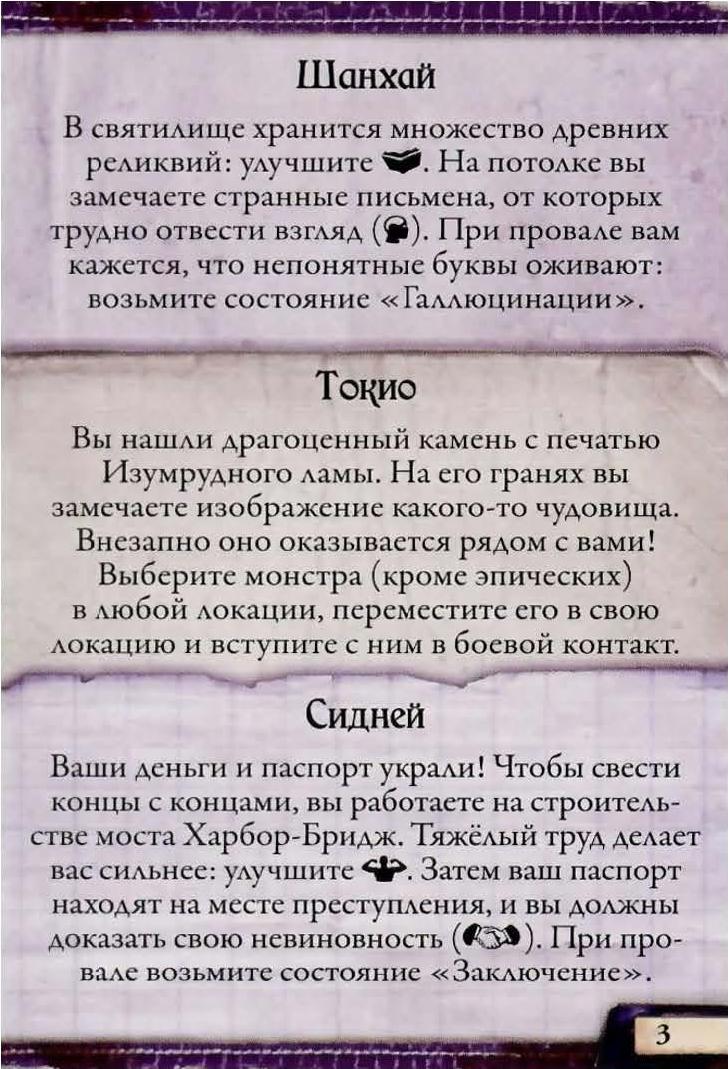 Шанхай
В святилище хранится множество древних
реликвий: улучшите . На потолке вы
замечаете странные письмена, от которых
трудно отвести взгляд ( ). При провале вам
кажется, что непонятные буквы оживают:
возьмите состояние «Галлюцинации».
Токио
Вы нашли драгоценный камень с печатью
Изумрудного ламы. На его гранях вы
замечаете изображение какого-то чудовища.
Внезапно оно оказывается рядом с вами!
Выберите монстра (кроме эпических)
в любой локации, переместите его в свою
локацию и вступите с ним в боевой контакт.
Сидней
Ваши деньги и паспорт украли! Чтобы свести
концы с концами, вы работаете на строитель-
стве моста Харбор-Бридж. Тяжёлый труд делает
вас сильнее: улучшите . Затем ваш паспорт
находят на месте преступления, и вы должны
доказать свою невиновность ( ). При про-
вале возьмите состояние «Заключение».
3